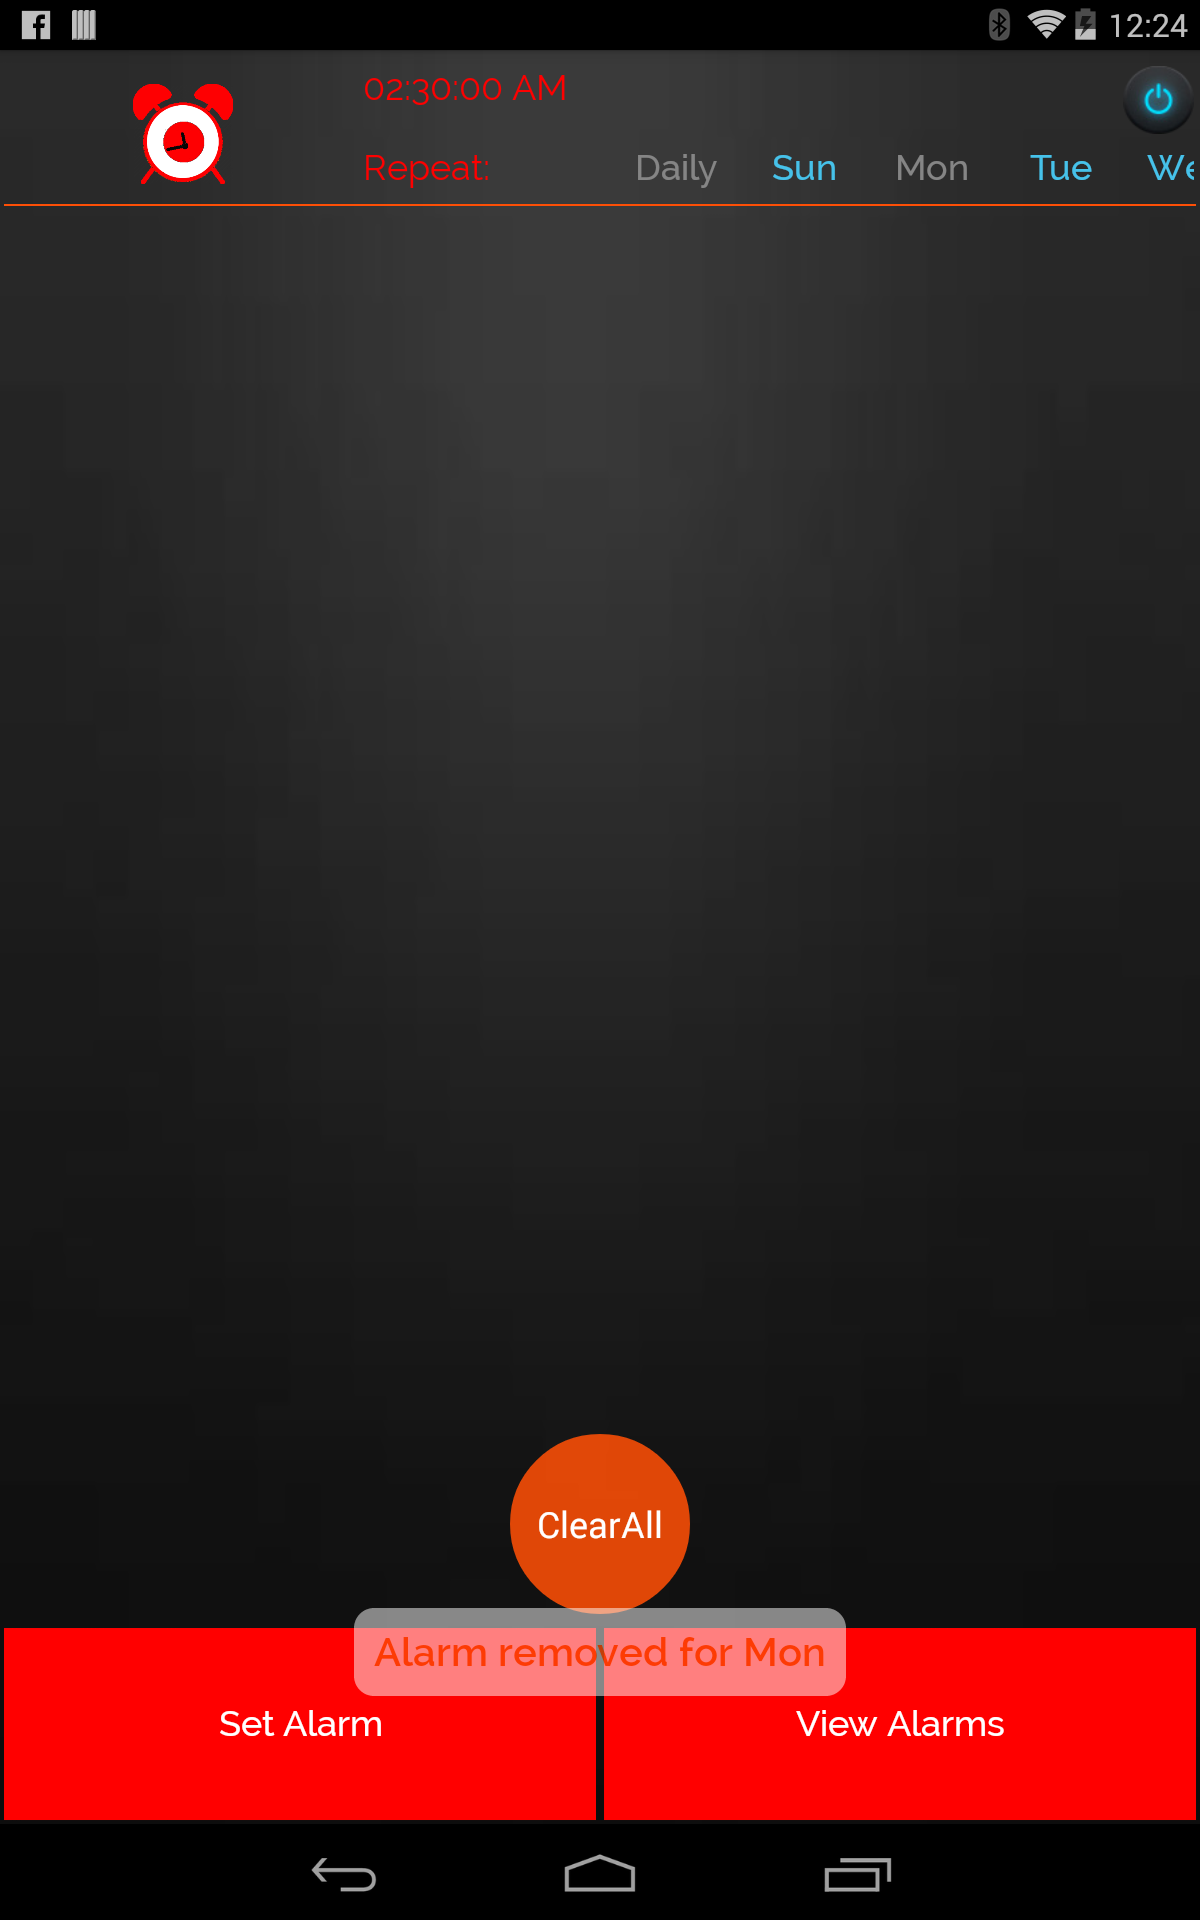 12:24
02:30:00 AM
Repeat: Daily Sun Mon Tue We
ClearAll
Alarm removed for Mon
Set Alarm View Alarms